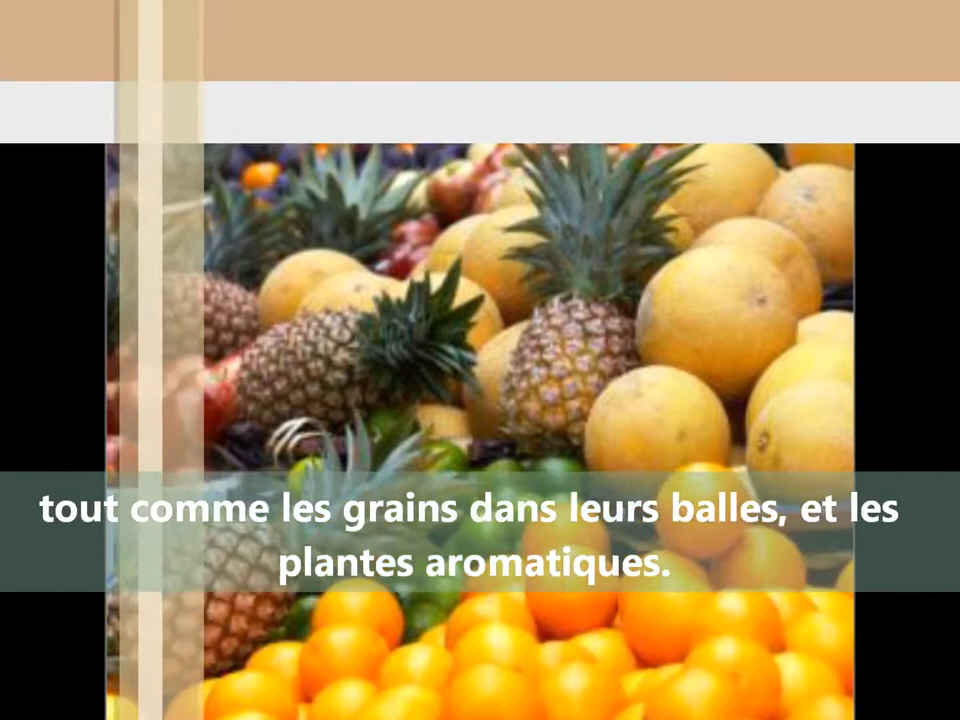 tout comme les grains dans leurs balles, et les
plantes aromatiques.